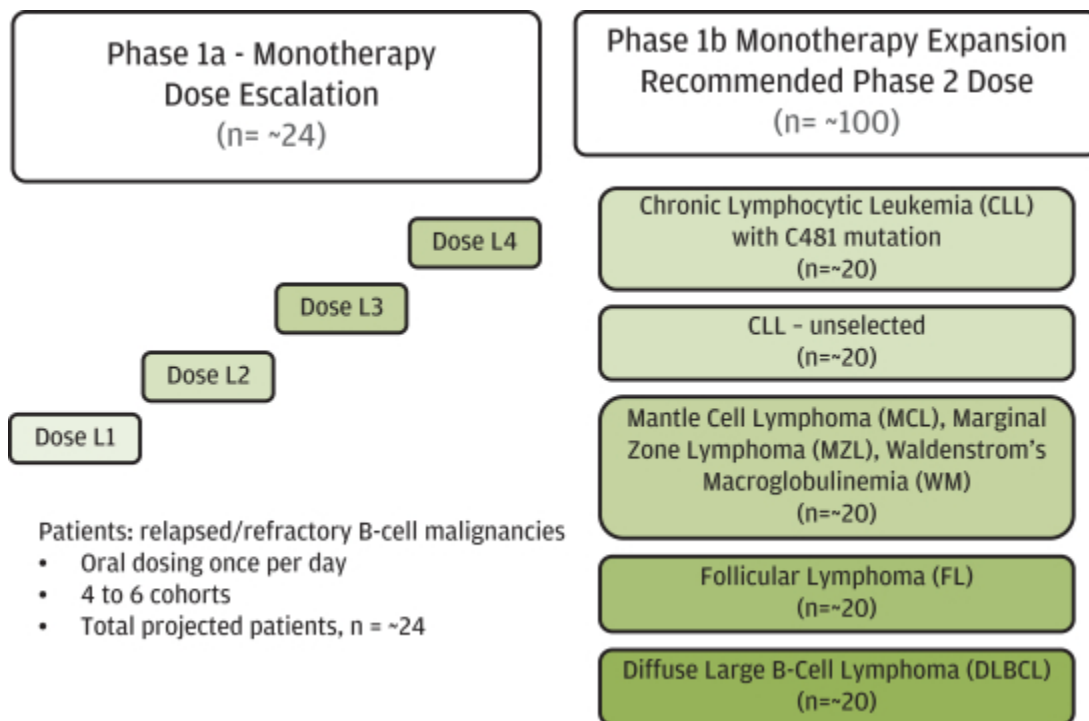 Phase 1a - Monotherapy
Dose Escalation
(n= ~24)
Dose L4
Dose L3
Dose L2
Dose L1
Patients: relapsed/refractory B-cell malignancies
• Oral dosing once per day
• 4 to 6 cohorts
• Total projected patients, n = ~24
Phase 1b Monotherapy Expansion
Recommended Phase 2 Dose
(n= ~100)
Chronic Lymphocytic Leukemia (CLL)
with C481 mutation
(n=~20)
CLL – unselected
(n=~20)
Mantle Cell Lymphoma (MCL), Marginal
Zone Lymphoma (MZL), Waldenstrom's
Macroglobulinemia (WM)
(n=~20)
Follicular Lymphoma (FL)
(n=~20)
Diffuse Large B-Cell Lymphoma (DLBCL)
(n=~20)